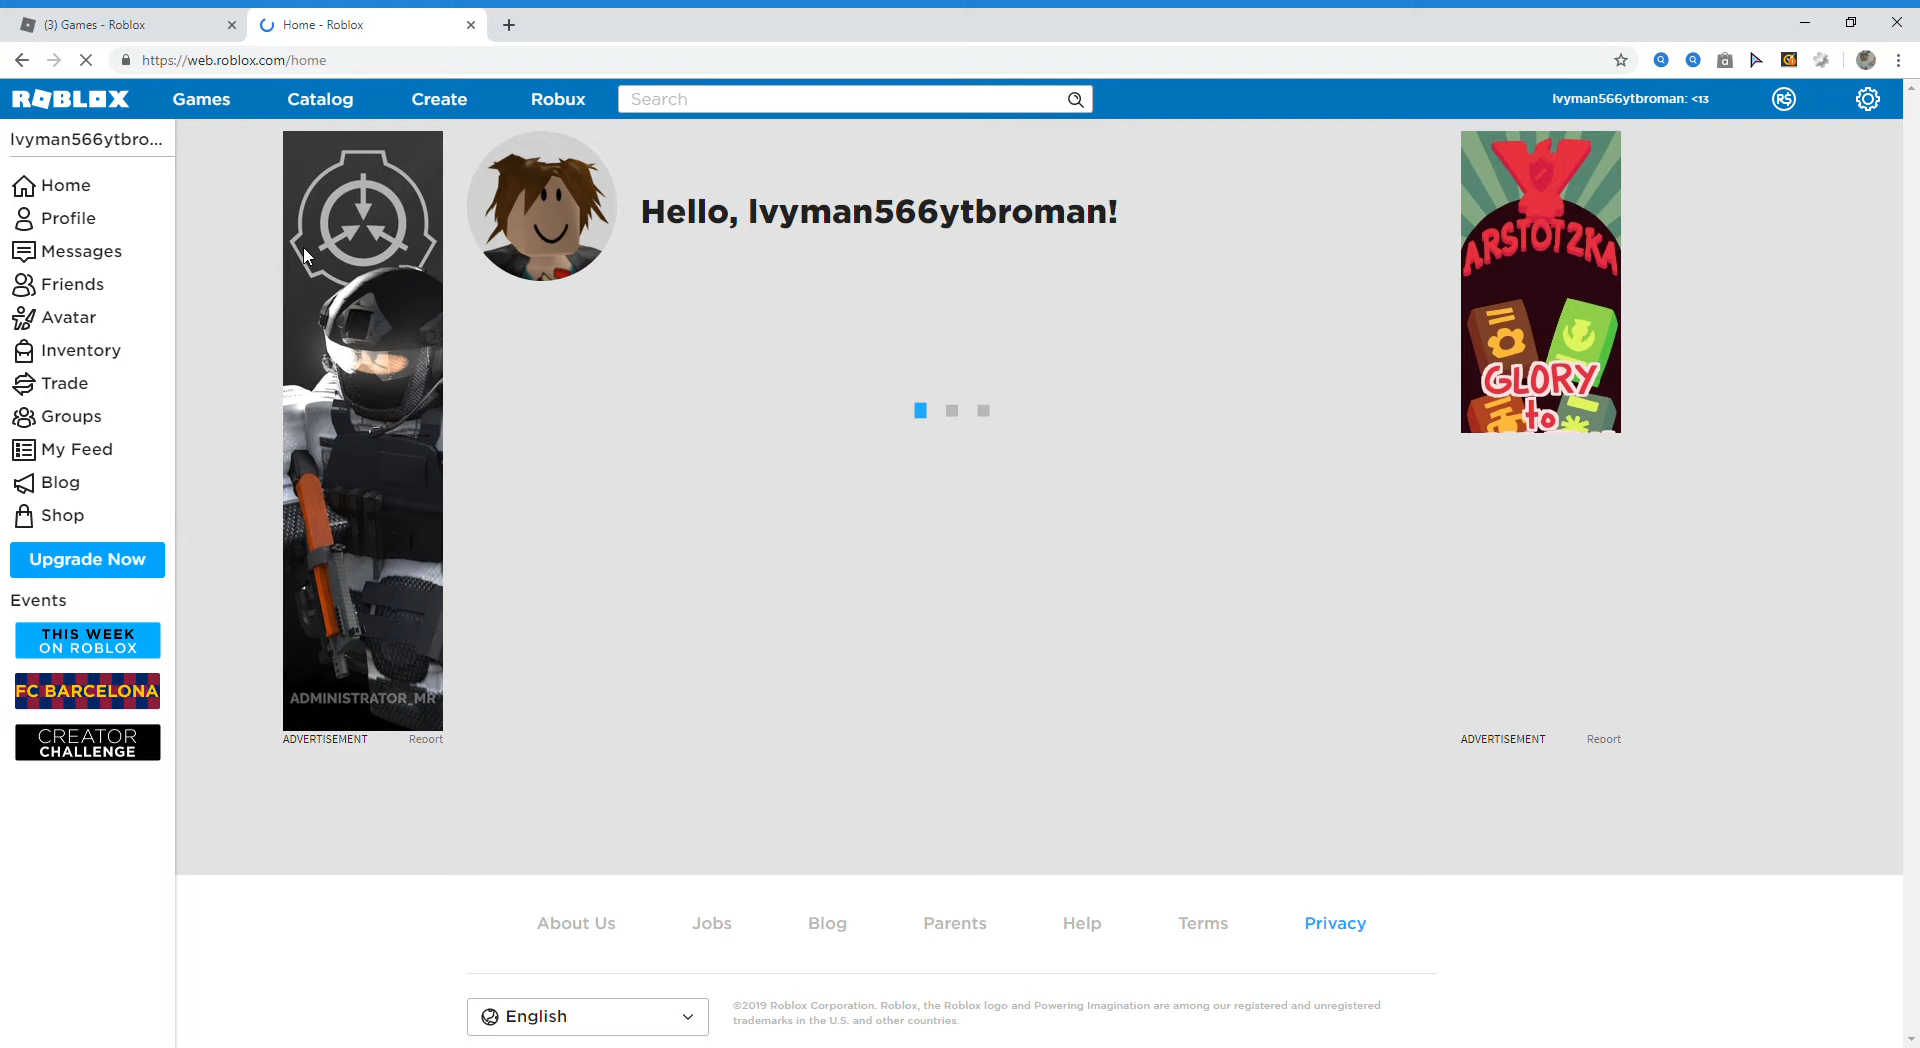 (3) Games - Roblox
Home - Roblox
https://web.roblox.com/home
ROBLOX
Games
Catalog
Create
Robux
Search
lvyman566ytbroman: <13
R$
lvyman566ytbro...
Home
Profile
Messages
Friends
Avatar
Inventory
Trade
Groups
My Feed
Blog
Shop
Upgrade Now
Events
THIS WEEK
ON ROBLOX
FC BARCELONA
CREATOR
CHALLENGE
ADMINISTRATOR_MR
ADVERTISEMENT
Report
Hello, lvyman566ytbroman!
ARSTOTZKA
GLORY
to
ADVERTISEMENT
Report
About Us
Jobs
Blog
Parents
Help
Terms
Privacy
English
©2019 Roblox Corporation. Roblox, the Roblox logo and Powering Imagination are among our registered and unregistered
trademarks in the U.S. and other countries.